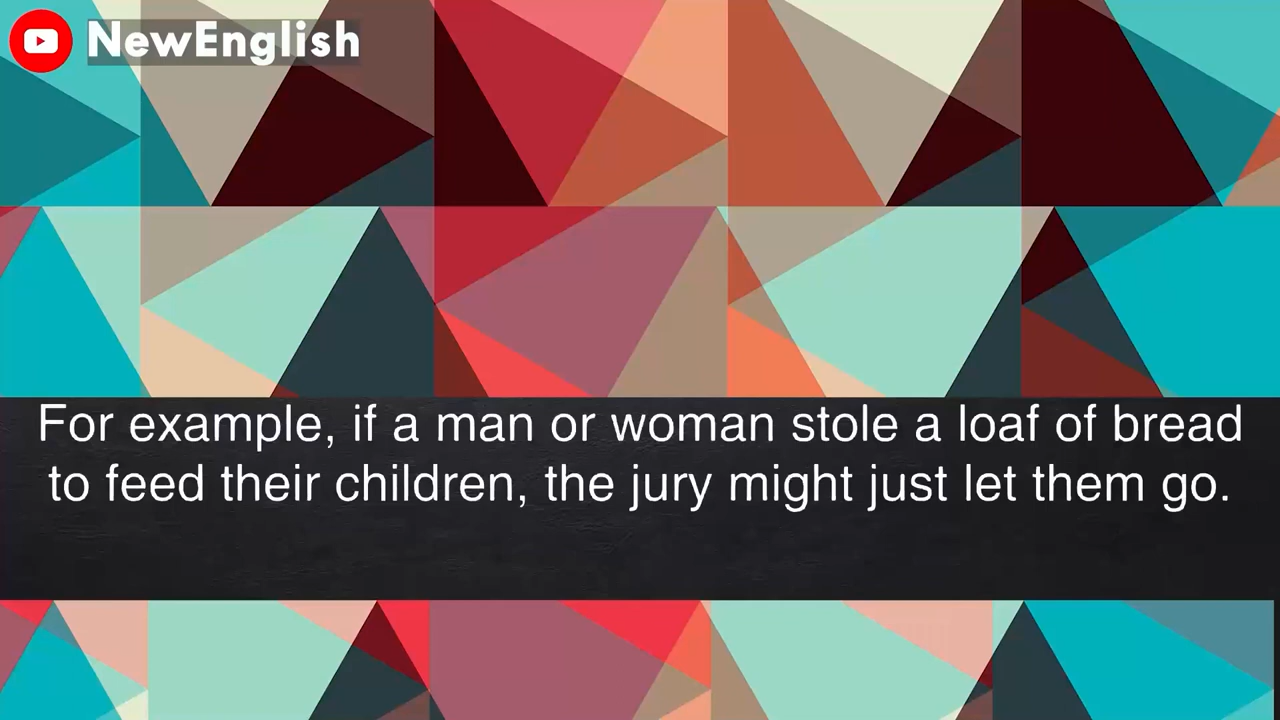 NewEnglish
For example, if a man or woman stole a loaf of bread
to feed their children, the jury might just let them go.